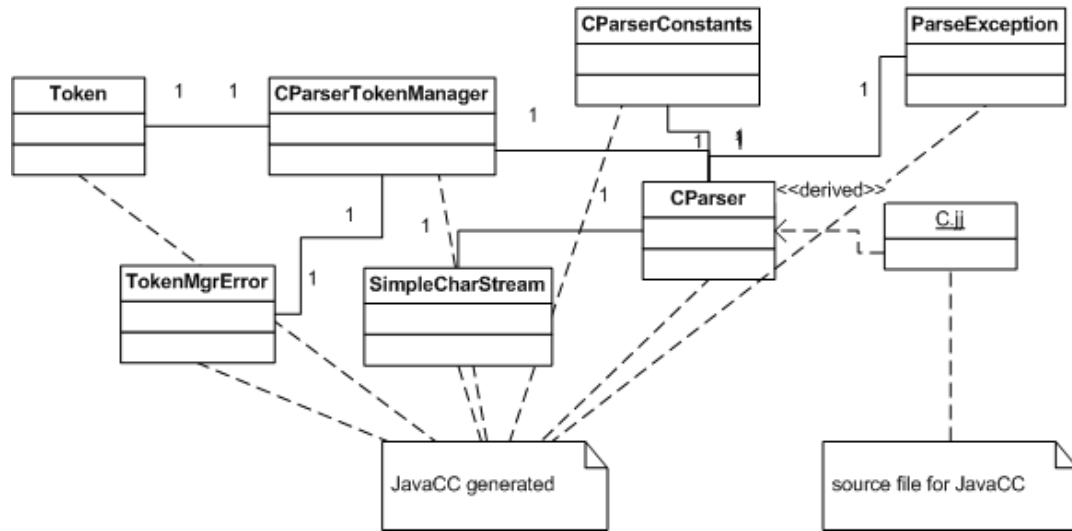 CParserConstants
ParseException
Token
1
1
CParserTokenManager
1
1
1
1
1
<<derived>>
CParser
C.jj
1
1
1
1
TokenMgrError
SimpleCharStream
JavaCC generated
source file for JavaCC